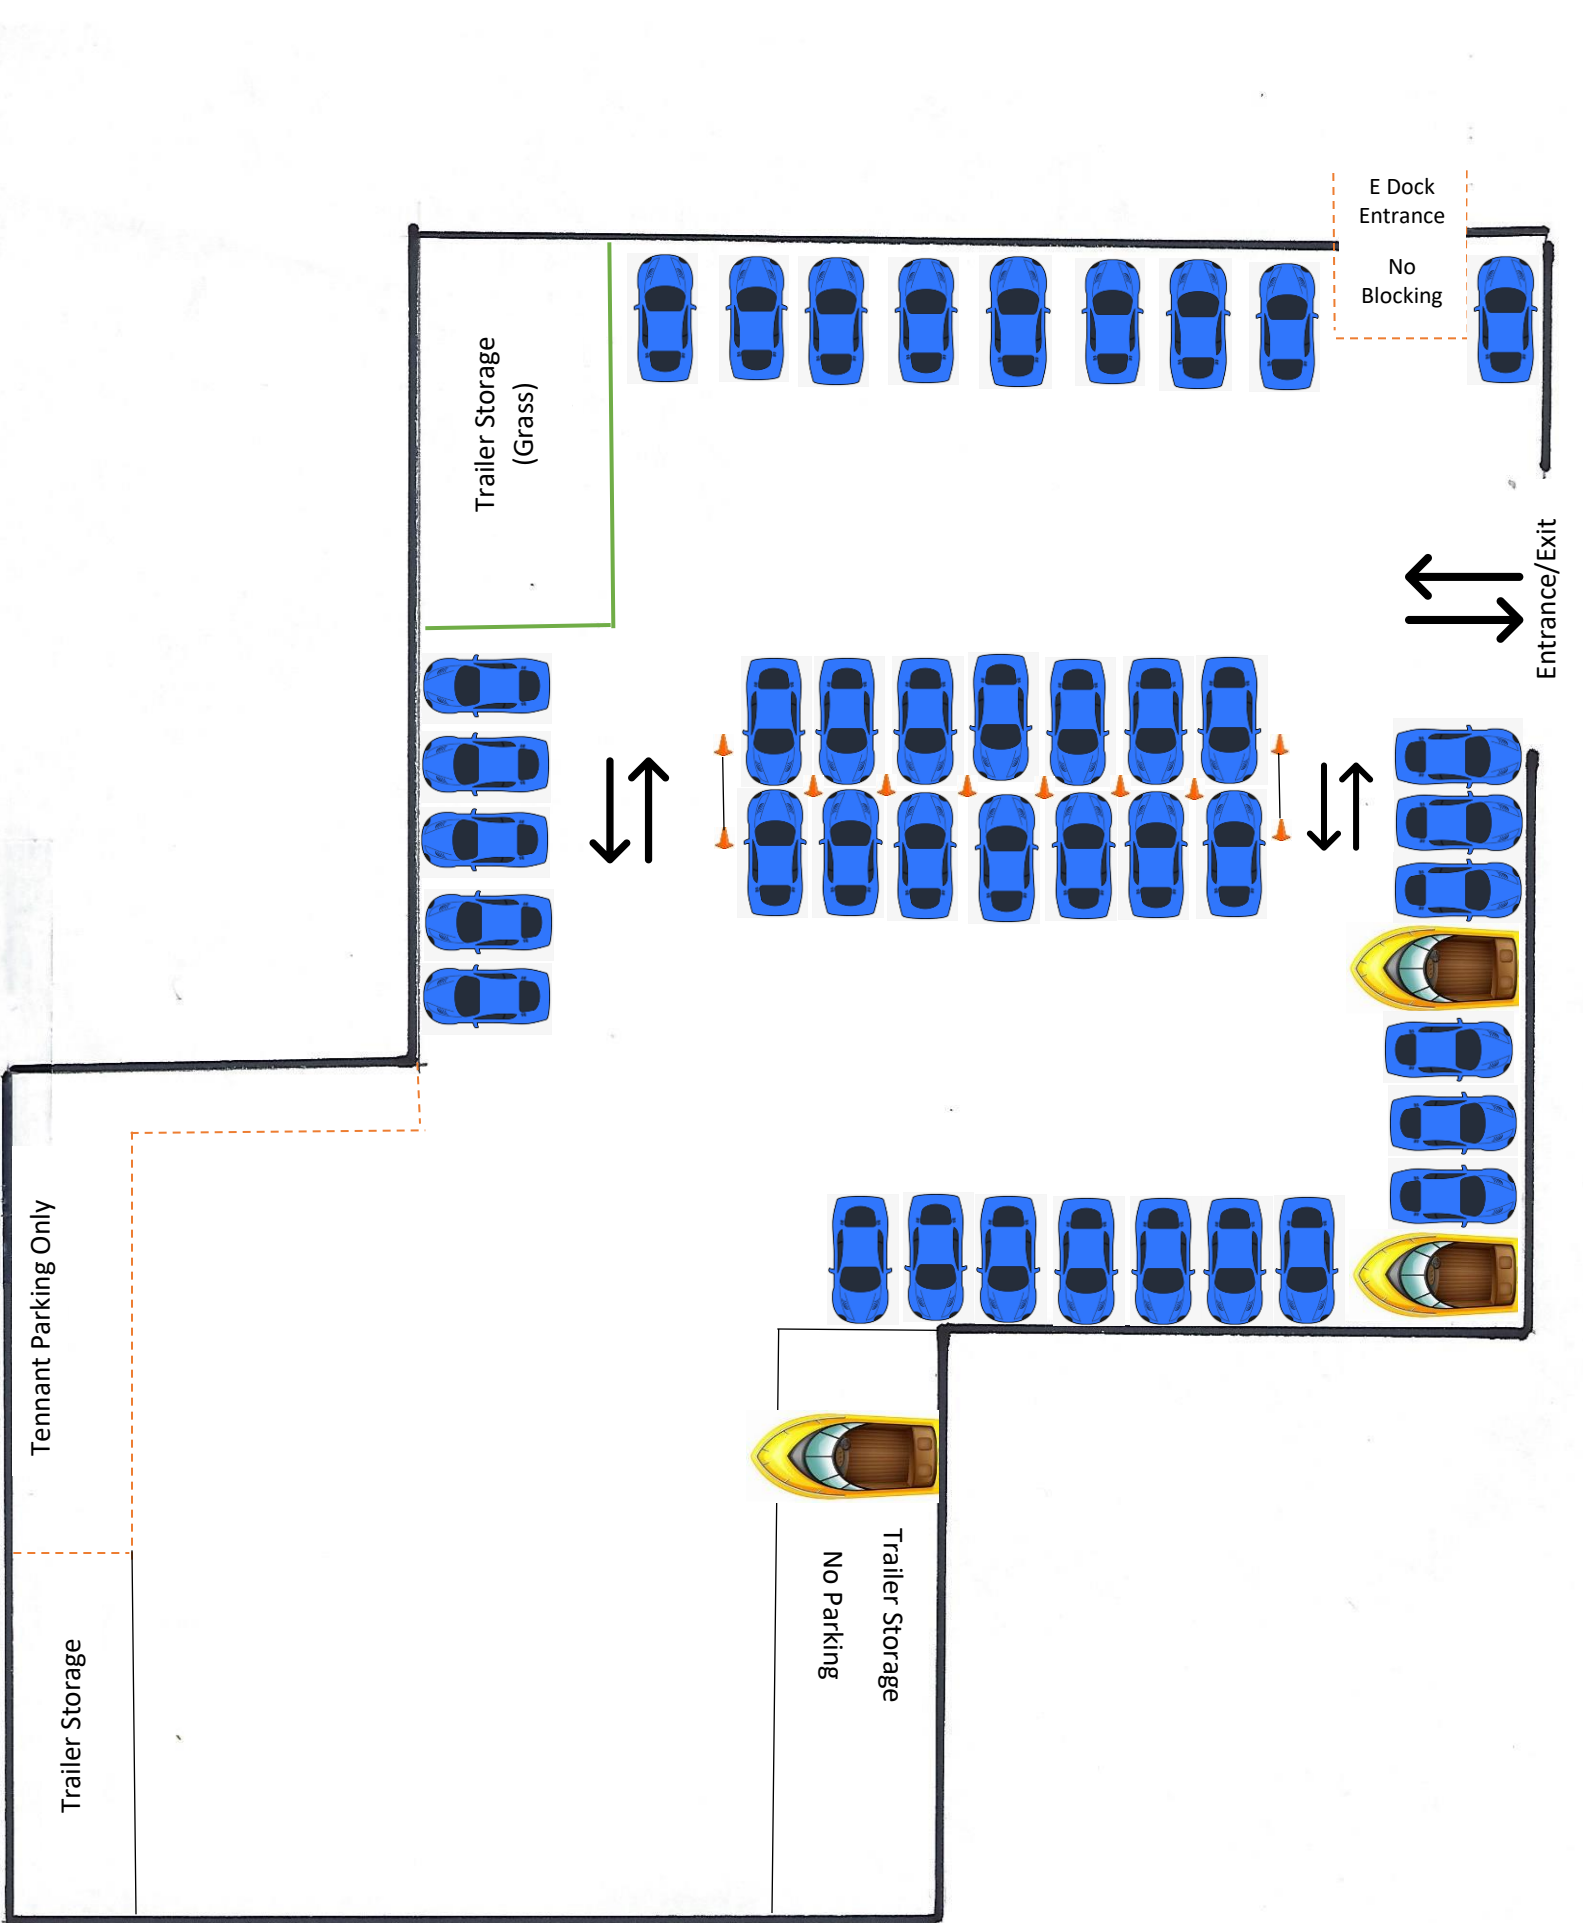 E Dock
Entrance
No
Blocking
Trailer Storage
(Grass)
Entrance/Exit
Tennant Parking Only
Trailer Storage
No Parking
Trailer Storage